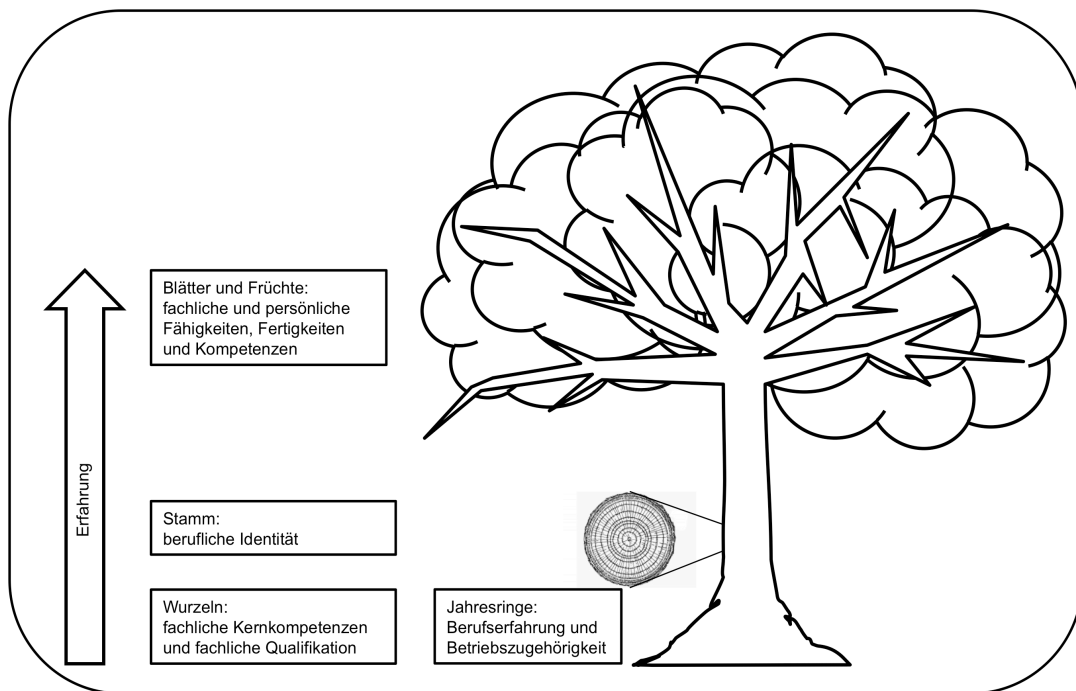 Blätter und Früchte:
fachliche und persönliche
Fähigkeiten, Fertigkeiten
und Kompetenzen
Erfahrung
Stamm:
berufliche Identität
Wurzeln:
fachliche Kernkompetenzen
und fachliche Qualifikation
Jahresringe:
Berufserfahrung und
Betriebszugehörigkeit